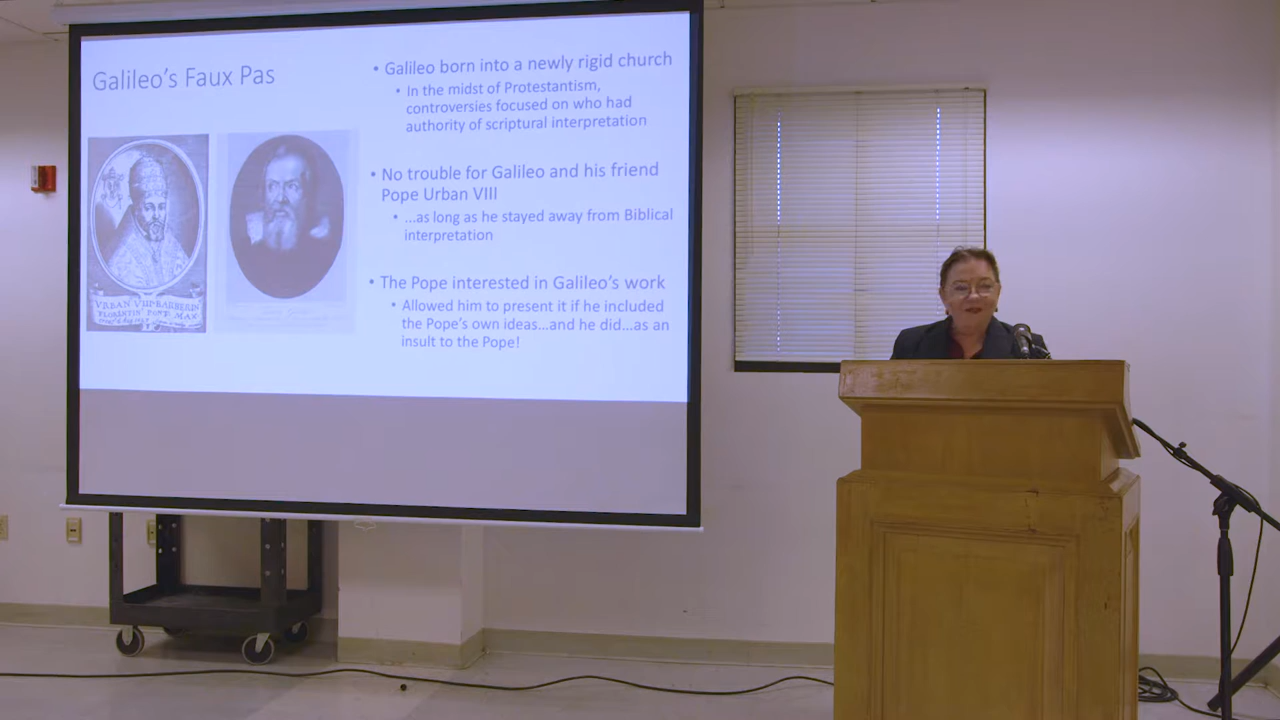 Galileo's Faux Pas
• Galileo born into a newly rigid church
• In the midst of Protestantism,
controversies focused on who had
authority of scriptural interpretation
• No trouble for Galileo and his friend
Pope Urban VIII
• ...as long as he stayed away from Biblical
interpretation
• The Pope interested in Galileo's work
• Allowed him to present it if he included
the Pope's own ideas...and he did...as an
insult to the Pope!
VRBAN VIII BARBERIN
FLORENTIN PONT MAX